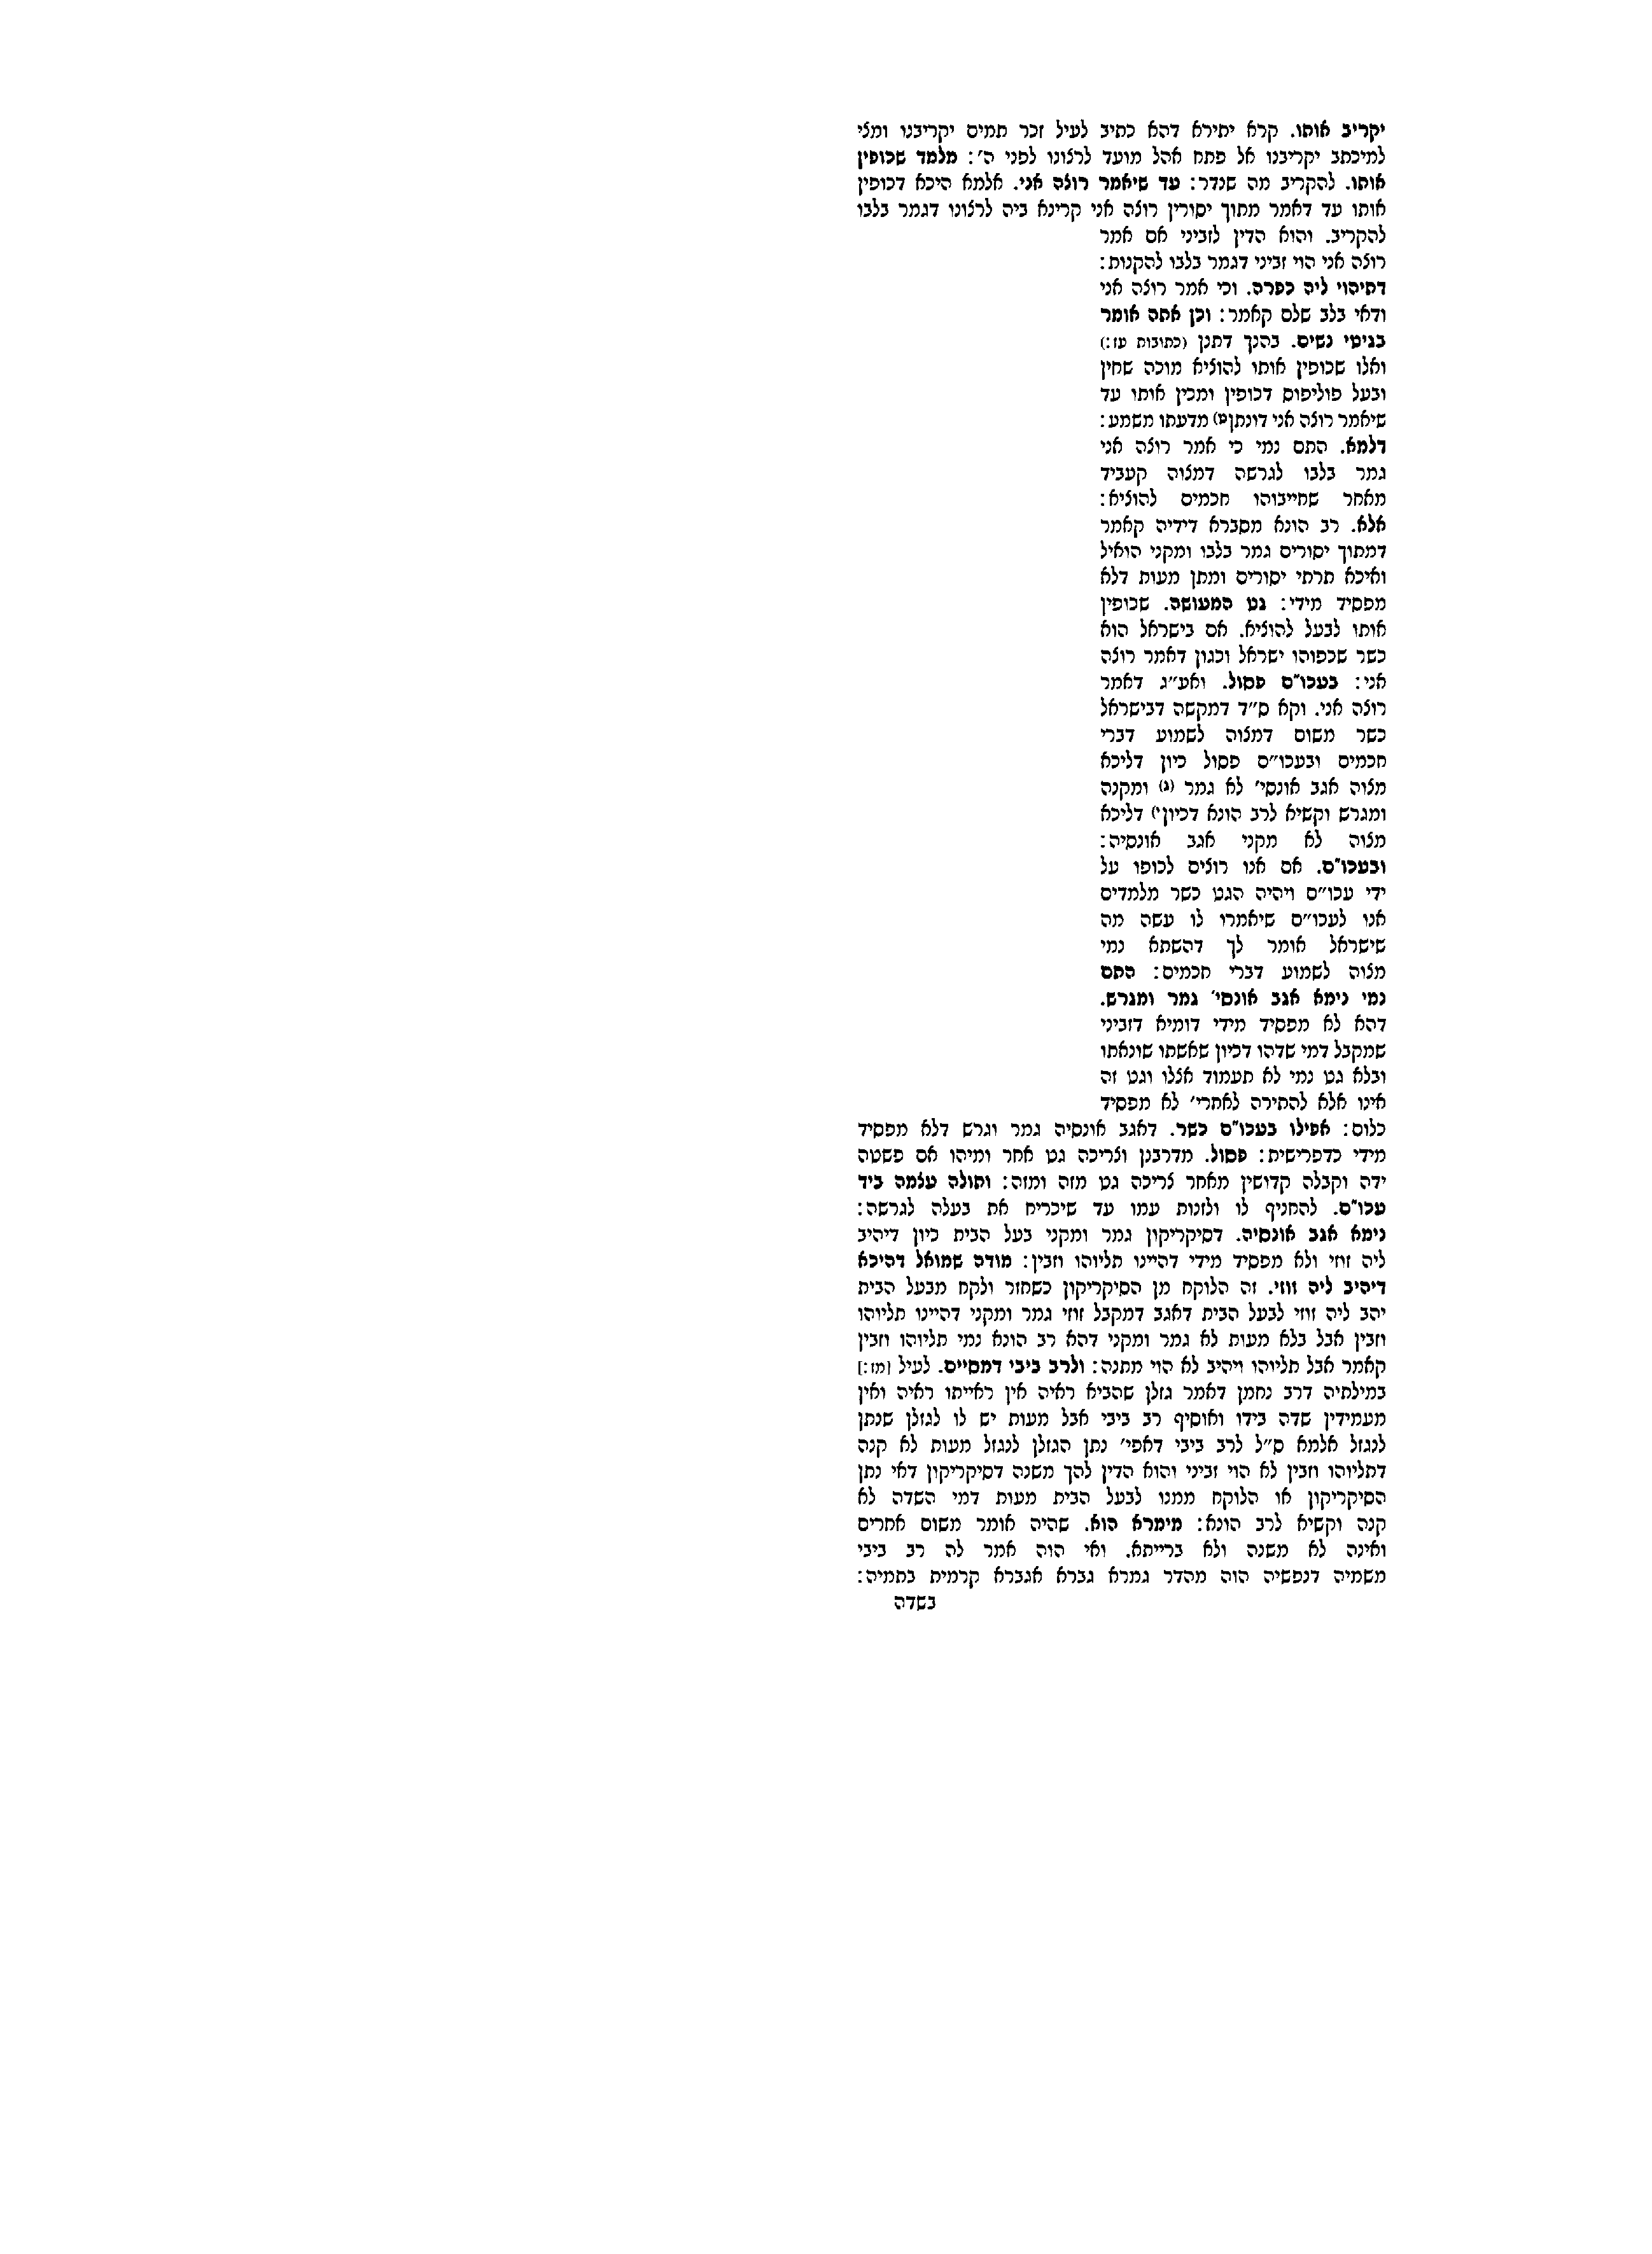 יקריב אותו. קרא יתירא דהא כתיב לעיל זכר תמים יקריבנו ומצי
למיכתב יקריבנו אל פתח אהל מועד לרצונו לפני ה': מלמד שכופין
אותו. להקריב מה שנדר: עד שיאמר רוצה אני. אלמא היכא דכופין
אותו עד דאמר מתוך יסורין רוצה אני קרינא ביה לרצונו דגמר בלבו
להקריב. והוא הדין לזביני אם אמר
רוצה אני הוי זביני דגמר בלבו להקנות:
דתיהוי ליה כפרה. וכי אמר רוצה אני
ודאי בלב שלם קאמר: וכן אתה אומר
בגיטי נשים. בהנך דתנן (כתובות עז:)
ואלו שכופין אותו להוציא מוכה שחין
ובעל פוליפוס דכופין ומכין אותו עד
שיאמר רוצה אני דונתןט) מדעתו משמע:
דלמא. התם נמי כי אמר רוצה אני
גמר בלבו לגרשה דמצוה קעביד
מאחר שחייבוהו חכמים להוציא:
אלא. רב הונא מסברא דידיה קאמר
דמתוך יסורים גמר בלבו ומקני הואיל
ואיכא תרתי יסורים ומתן מעות דלא
מפסיד מידי: גט המעושה. שכופין
אותו לבעל להוציא. אם בישראל הוא
כשר שכפוהו ישראל וכגון דאמר רוצה
אני: בעכו"ם פסול. ואע"ג דאמר
רוצה אני. וקא ס"ד דמקשה דבישראל
כשר משום דמצוה לשמוע דברי
חכמים ובעכו"ם פסול כיון דליכא
מצוה אגב אונסי' לא גמר (ג) ומקנה
ומגרש וקשיא לרב הונא דכיוןי) דליכא
מצוה לא מקני אגב אונסיה:
ובעכו"ם. אם אנו רוצים לכופו על
ידי עכו"ם ויהיה הגט כשר מלמדים
אנו לעכו"ם שיאמרו לו עשה מה
שישראל אומר לך דהשתא נמי
מצוה לשמוע דברי חכמים: התם
נמי נימא אגב אונסי' גמר ומגרש.
דהא לא מפסיד מידי דומיא דזביני
שמקבל דמי שדהו דכיון שאשתו שונאתו
ובלא גט נמי לא תעמוד אצלו וגט זה
אינו אלא להתירה לאחרי' לא מפסיד
כלום: אפילו בעכו"ם כשר. דאגב אונסיה גמר וגרש דלא מפסיד
מידי כדפרישית: פסול. מדרבנן וצריכה גט אחר ומיהו אם פשטה
ידה וקבלה קדושין מאחר צריכה גט מזה ומזה: ותולה עצמה ביד
עכו"ם. להחניף לו ולזנות עמו עד שיכריח את בעלה לגרשה:
נימא אגב אונסיה. דסיקריקון גמר ומקני בעל הבית כיון דיהיב
ליה זוזי ולא מפסיד מידי דהיינו תליוהו וזבין: מודה שמואל דהיכא
דיהיב ליה זוזי. זה הלוקח מן הסיקריקון כשחזר ולקח מבעל הבית
יהב ליה זוזי לבעל הבית דאגב דמקבל זוזי גמר ומקני דהיינו תליוהו
וזבין אבל בלא מעות לא גמר ומקני דהא רב הונא נמי תליוהו וזבין
קאמר אבל תליוהו ויהיב לא הוי מתנה: ולרב ביבי דמסיים. לעיל [מז:]
במילתיה דרב נחמן דאמר גזלן שהביא ראיה אין ראייתו ראיה ואין
מעמידין שדה בידו ואוסיף רב ביבי אבל מעות יש לו לגזלן שנתן
לנגזל אלמא ס"ל לרב ביבי דאפי' נתן הגזלן לנגזל מעות לא קנה
דתליוהו וזבין לא הוי זביני והוא הדין להך משנה דסיקריקון דאי נתן
הסיקריקון או הלוקח ממנו לבעל הבית מעות דמי השדה לא
קנה וקשיא לרב הונא: מימרא הוא. שהיה אומר משום אחרים
ואינה לא משנה ולא ברייתא. ואי הוה אמר לה רב ביבי
משמיה דנפשיה הוה מהדר גמרא גברא אגברא קרמית בתמיה:
בשדה